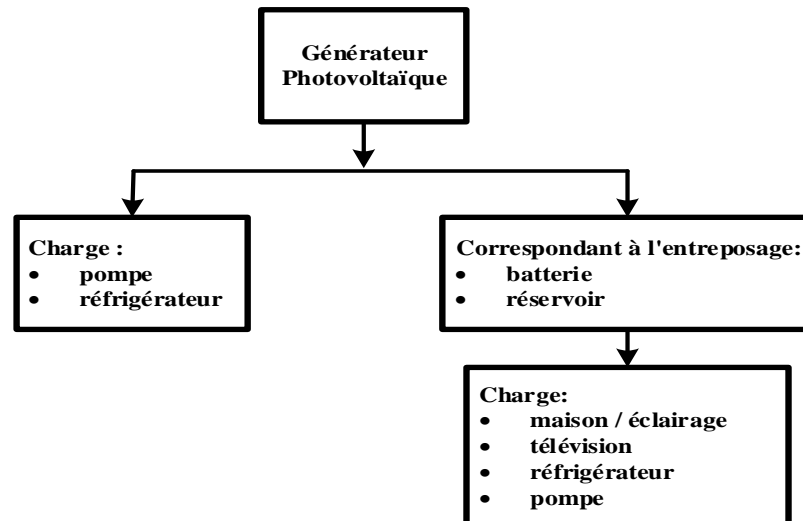 Générateur
Photovoltaïque
Charge :
• pompe
• réfrigérateur
Correspondant à l'entreposage:
• batterie
• réservoir
Charge:
• maison / éclairage
• télévision
• réfrigérateur
• pompe